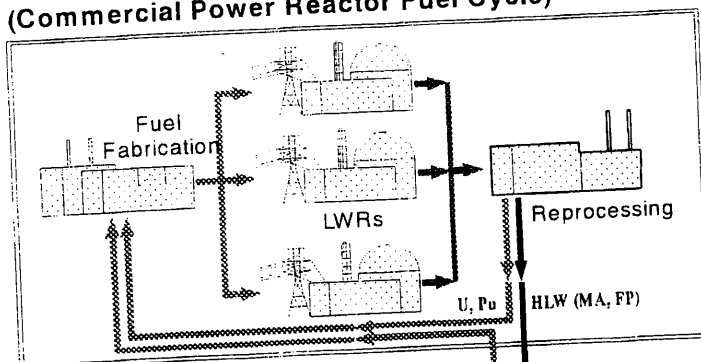 (Commercial Power Reactor Fuel Cycle)
Fuel
Fabrication
LWRs
Reprocessing
U, Pu
HLW (MA, FP)